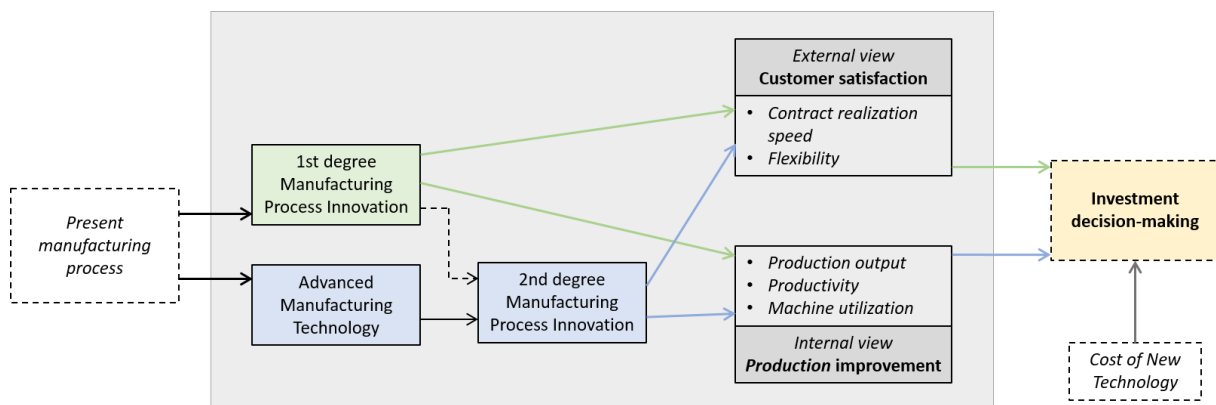 Present
manufacturing
process
1st degree
Manufacturing
Process Innovation
Advanced
Manufacturing
Technology
2nd degree
Manufacturing
Process Innovation
External view
Customer satisfaction
• Contract realization
speed
• Flexibility
• Production output
• Productivity
• Machine utilization
Internal view
Production improvement
Investment
decision-making
Cost of New
Technology